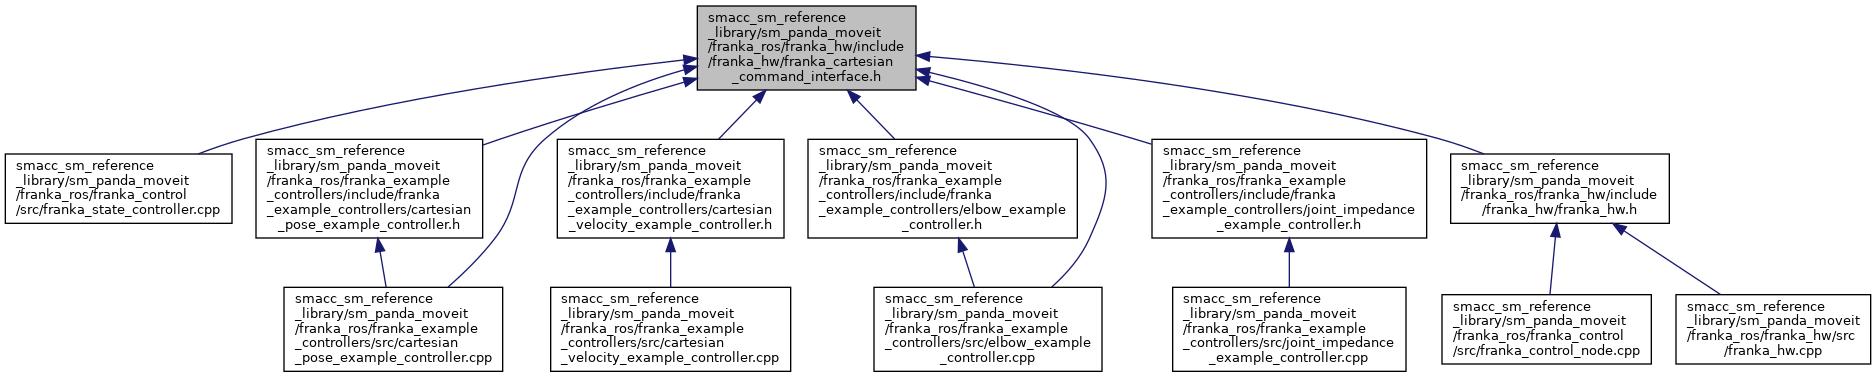 smacc_sm_reference
_library/sm_panda_moveit
/franka_ros/franka_hw/include
/franka_hw/franka_cartesian
_command_interface.h
smacc_sm_reference
_library/sm_panda_moveit
/franka_ros/franka_control
/src/franka_state_controller.cpp
smacc_sm_reference
_library/sm_panda_moveit
/franka_ros/franka_example
_controllers/include/franka
_example_controllers/cartesian
_pose_example_controller.h
smacc_sm_reference
_library/sm_panda_moveit
/franka_ros/franka_example
_controllers/include/franka
_example_controllers/cartesian
_velocity_example_controller.h
smacc_sm_reference
_library/sm_panda_moveit
/franka_ros/franka_example
_controllers/include/franka
_example_controllers/elbow_example
_controller.h
smacc_sm_reference
_library/sm_panda_moveit
/franka_ros/franka_example
_controllers/include/franka
_example_controllers/joint_impedance
_example_controller.h
smacc_sm_reference
_library/sm_panda_moveit
/franka_ros/franka_hw/include
/franka_hw/franka_hw.h
smacc_sm_reference
_library/sm_panda_moveit
/franka_ros/franka_example
_controllers/src/cartesian
_pose_example_controller.cpp
smacc_sm_reference
_library/sm_panda_moveit
/franka_ros/franka_example
_controllers/src/cartesian
_velocity_example_controller.cpp
smacc_sm_reference
_library/sm_panda_moveit
/franka_ros/franka_example
_controllers/src/elbow_example
_controller.cpp
smacc_sm_reference
_library/sm_panda_moveit
/franka_ros/franka_example
_controllers/src/joint_impedance
_example_controller.cpp
smacc_sm_reference
_library/sm_panda_moveit
/franka_ros/franka_control
/src/franka_control_node.cpp
smacc_sm_reference
_library/sm_panda_moveit
/franka_ros/franka_hw/src
/franka_hw.cpp